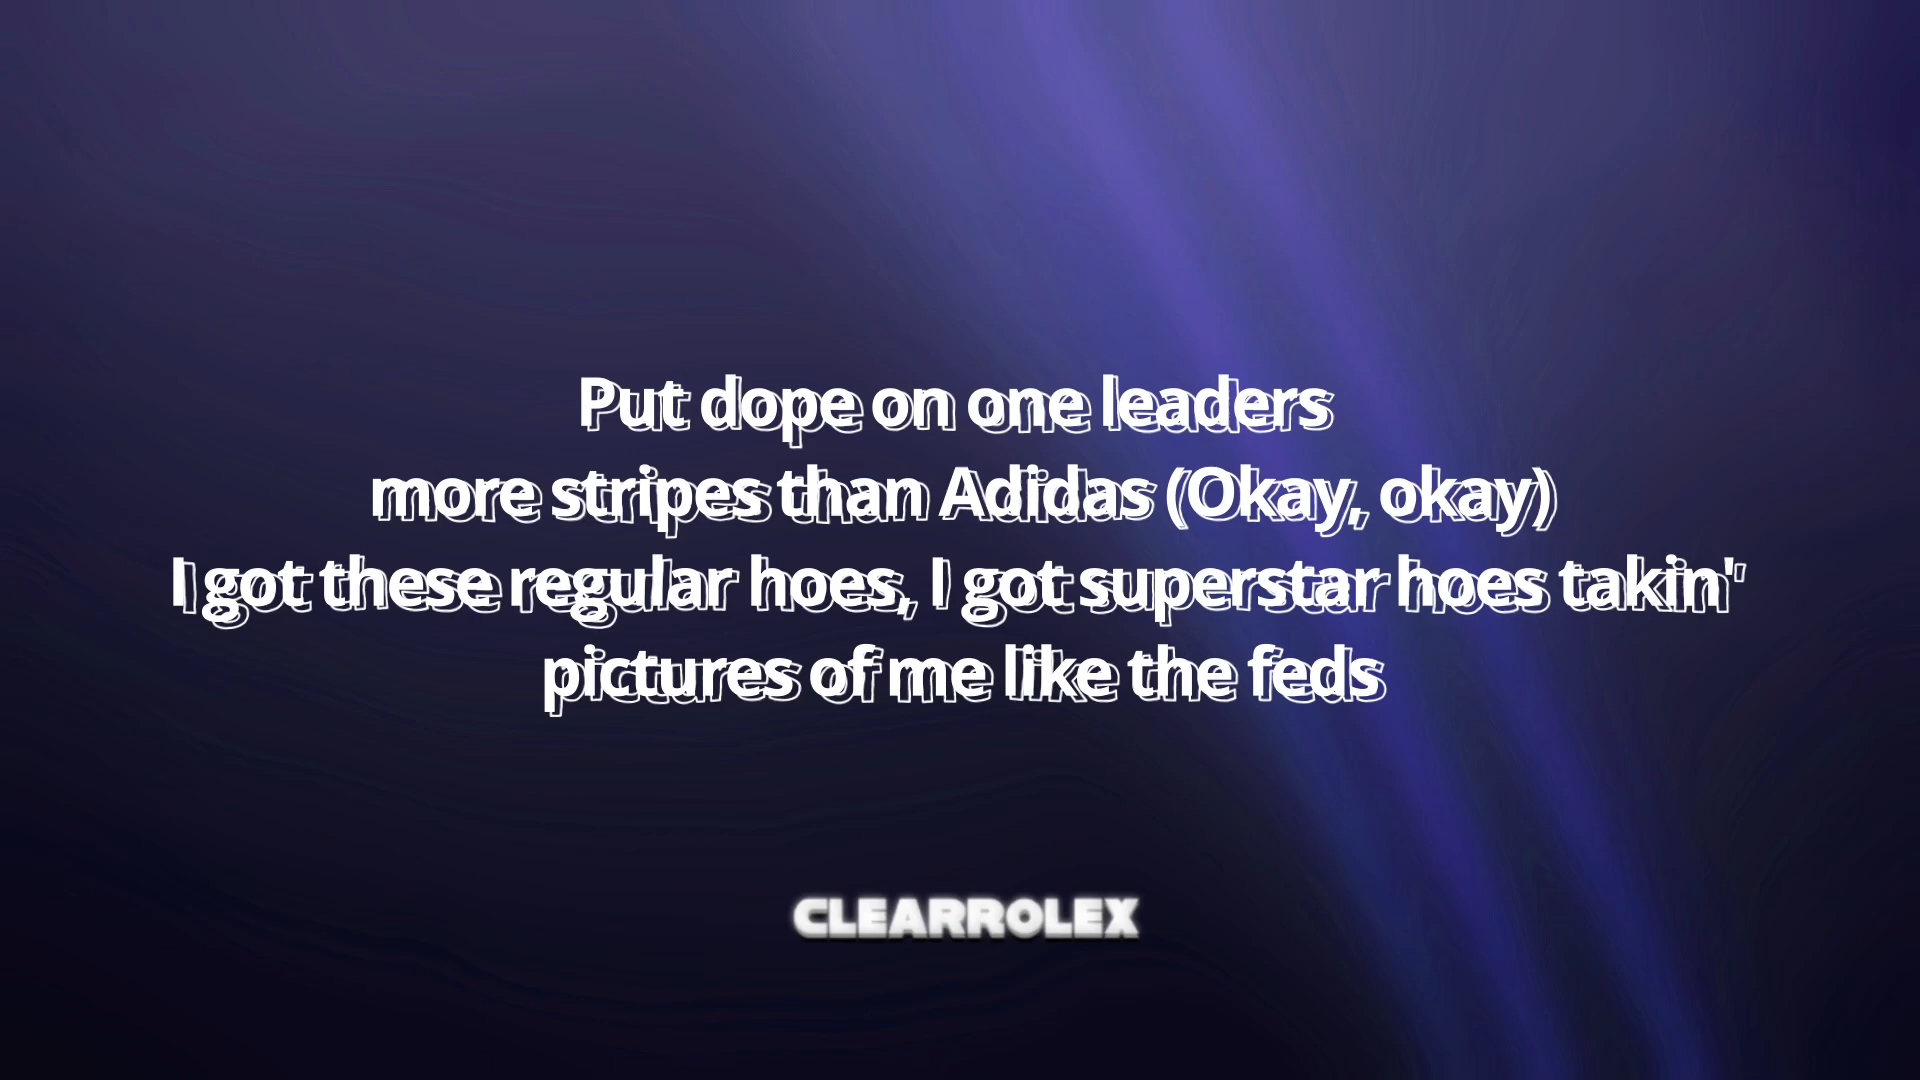 Put dope on one leaders
more stripes than Adidas (Okay, okay)
I got these regular hoes, I got superstar hoes takin'
pictures of me like the feds
CLEARROLEX